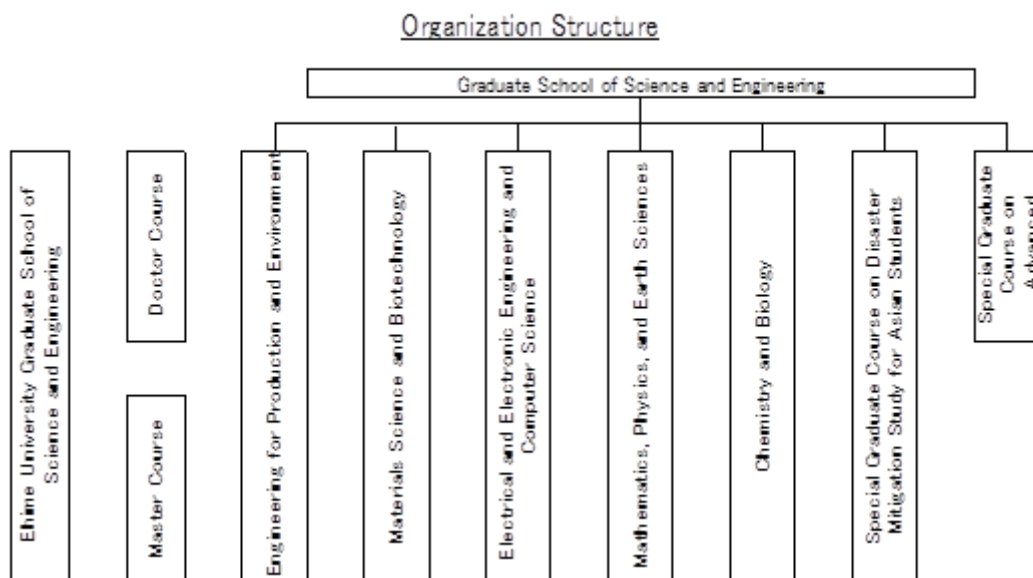 Organization Structure
Graduate School of Science and Engineering
Ehime University Graduate School of
Science and Engineering
Doctor Course
Master Course
Engineering for Production and Environment
Materials Science and Biotechnology
Electrical and Electronic Engineering and
Computer Science
Mathematics, Physics, and Earth Sciences
Chemistry and Biology
Special Graduate Course on Disaster
Mitigation Study for Asian Students
Special Graduate
Course on
Advanced